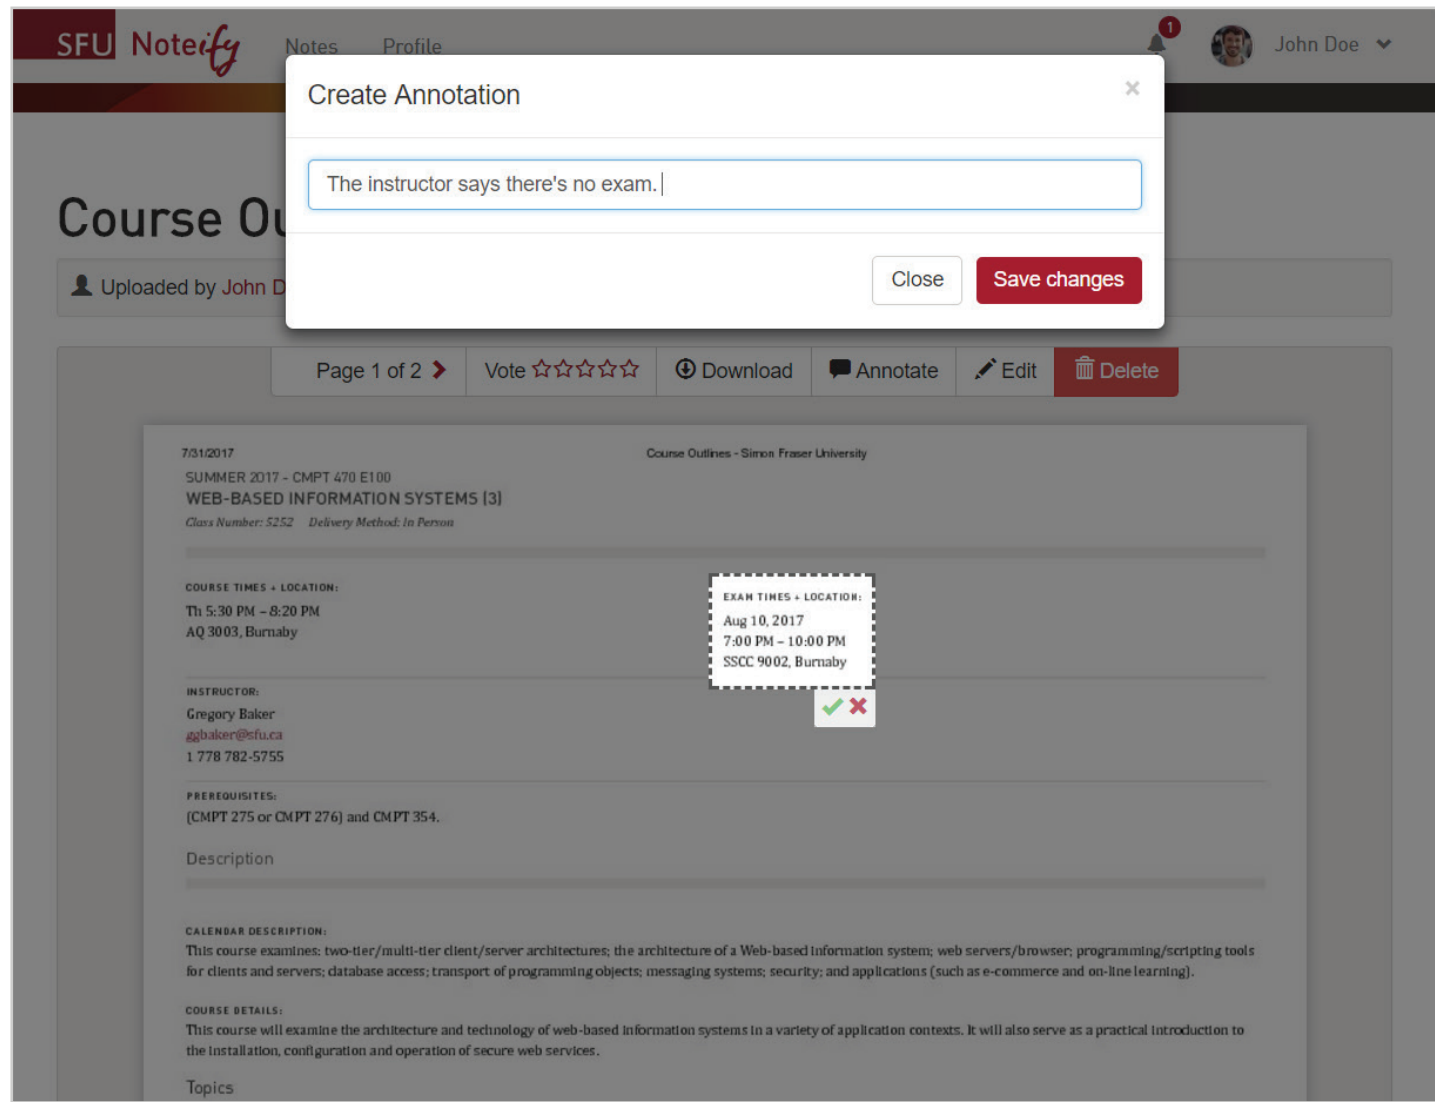 SFU Noteify Notes Profile 1 John Doe
Create Annotation ×
The instructor says there's no exam.
Course Ou
Uploaded by John D
Close Save changes
Page 1 of 2 Vote Download Annotate Edit Delete
7/31/2017 Course Outlines - Simon Fraser University
SUMMER 2017 - CMPT 470 E100
WEB-BASED INFORMATION SYSTEMS (3)
Class Number: 5252 Delivery Method: In Person
COURSE TIMES + LOCATION:
Th 5:30 PM – 8:20 PM
AQ 3003, Burnaby
EXAM TIMES + LOCATION:
Aug 10, 2017
7:00 PM – 10:00 PM
SSCC 9002, Burnaby
INSTRUCTOR:
Gregory Baker
ggbaker@sfu.ca
1 778 782-5755
PREREQUISITES:
(CMPT 275 or CMPT 276) and CMPT 354.
Description
CALENDAR DESCRIPTION:
This course examines: two-tier/multi-tier client/server architectures; the architecture of a Web-based information system; web servers/browser; programming/scripting tools
for clients and servers; database access; transport of programming objects; messaging systems; security; and applications (such as e-commerce and on-line learning).
COURSE DETAILS:
This course will examine the architecture and technology of web-based information systems in a variety of application contexts. It will also serve as a practical introduction to
the installation, configuration and operation of secure web services.
Topics